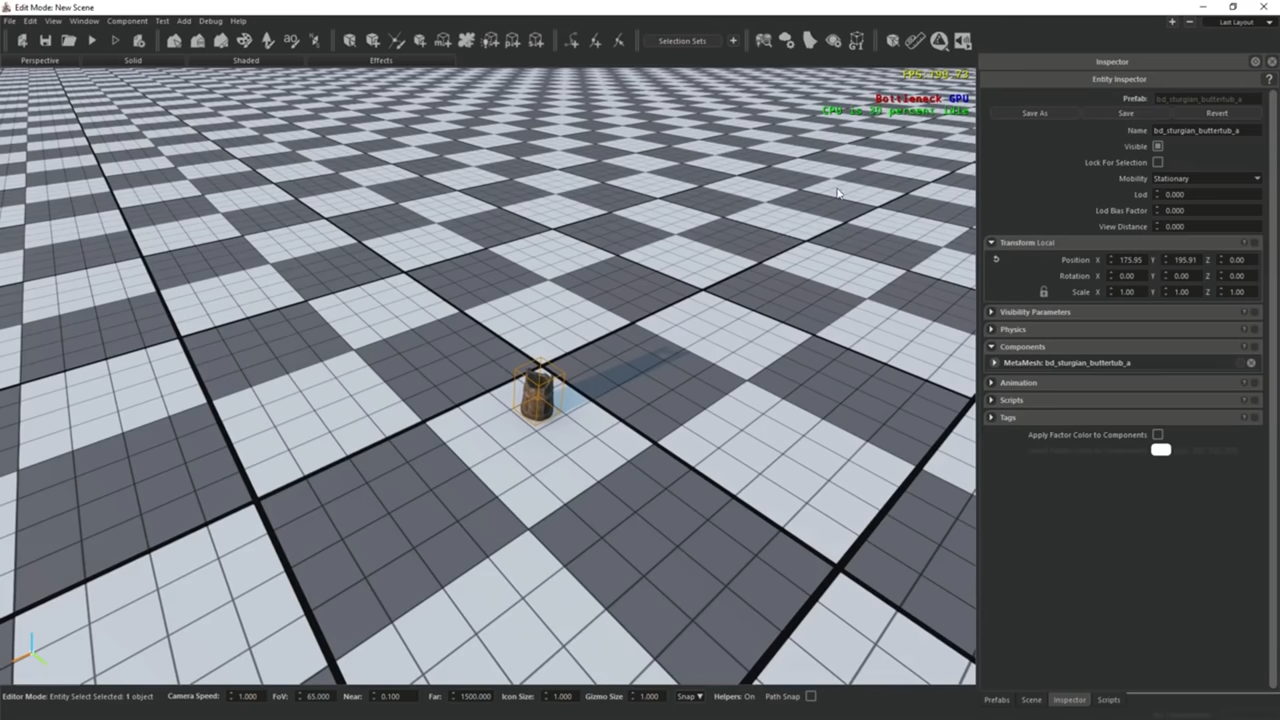 Edit Mode: New Scene
File Edit View Window Component Test Add Debug Help
Last Layout
Selection Sets
Perspective Solid Shaded Effects
Bottleneck GPU
Inspector
Entity Inspector
Prefab: bd_sturgian_buttertub_a
Save As Save Revert
Name bd_sturgian_buttertub_a
Visible
Lock For Selection
Mobility Stationary
Lod 0.000
Lod Bias Factor 0.000
View Distance 0.000
Transform Local
Position X 175.95 Y 195.91 Z 0.00
Rotation X 0.00 Y 0.00 Z 0.00
Scale X 1.00 Y 1.00 Z 1.00
Visibility Parameters
Physics
Components
MetaMesh: bd_sturgian_buttertub_a
Animation
Scripts
Tags
Apply Factor Color to Components
Editor Mode: Entity Select Selected: 1 object Camera Speed: 1.000 FoV: 65.000 Near: 0.100 Far: 1500.000 Icon Size: 1.000 Gizmo Size 1.000 Snap Helpers: On Path Snap
Prefabs Scene Inspector Scripts